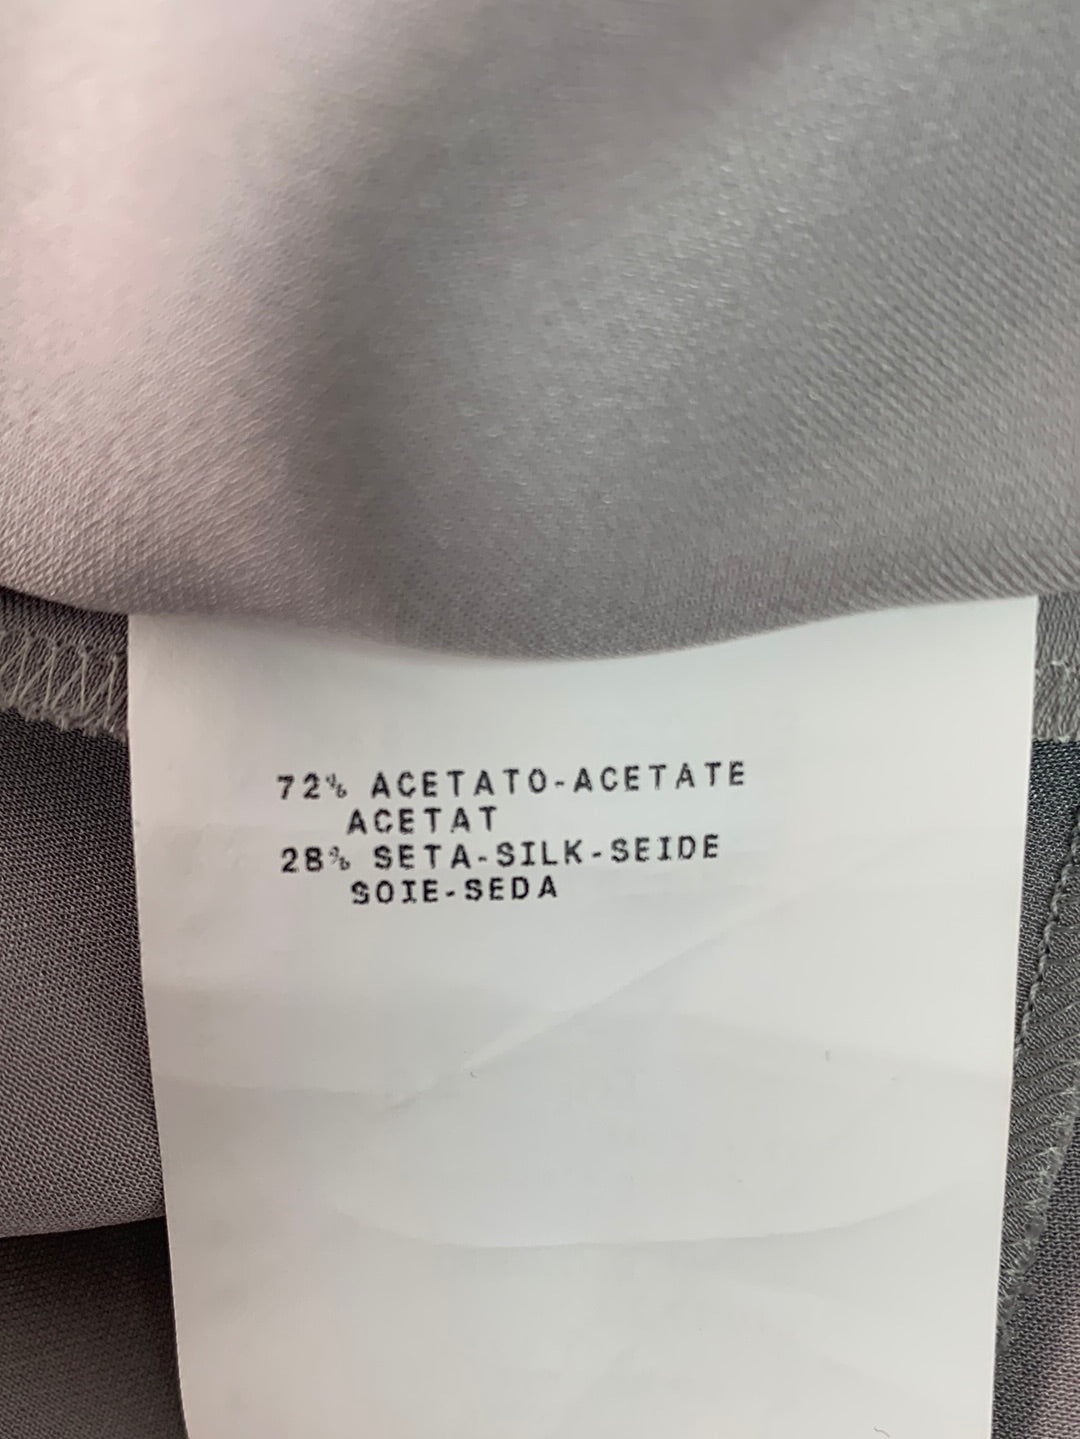 72% ACETATO-ACETATE
ACETAT
28% SETA-SILK-SEIDE
SOIE-SEDA